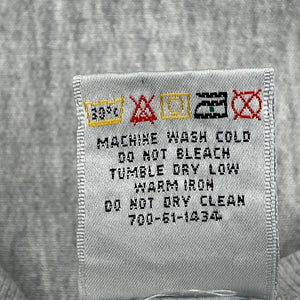 30°C
MACHINE WASH COLD
DO NOT BLEACH
TUMBLE DRY LOW
WARM IRON
DO NOT DRY CLEAN
700-61-1434